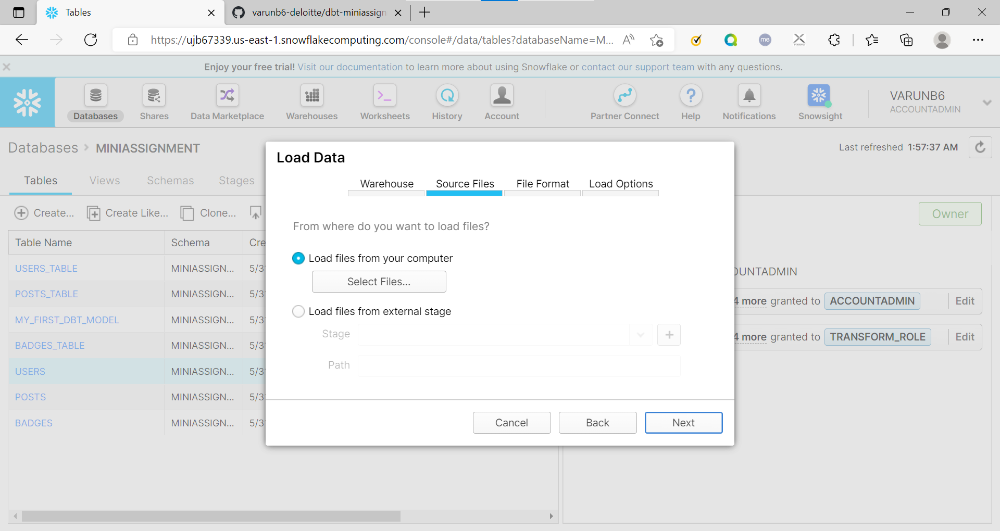 Tables
varunb6-deloitte/dbt-miniassign
https://ujb67339.us-east-1.snowflakecomputing.com/console#/data/tables?databaseName=M...
me
Enjoy your free trial! Visit our documentation to learn more about using Snowflake or contact our support team with any questions.
Databases
Shares
Data Marketplace
Warehouses
Worksheets
History
Account
Partner Connect
Help
Notifications
Snowsight
VARUNB6
ACCOUNTADMIN
Databases > MINIASSIGNMENT
Last refreshed 1:57:37 AM
Tables
Views
Schemas
Stages
Create...
Create Like...
Clone...
Table Name Schema Cre
USERS_TABLE MINIASSIGN... 5/3
POSTS_TABLE MINIASSIGN... 5/3
MY_FIRST_DBT_MODEL MINIASSIGN... 5/3
BADGES_TABLE MINIASSIGN... 5/3
USERS MINIASSIGN... 5/3
POSTS MINIASSIGN... 5/3
BADGES MINIASSIGN... 5/3
Load Data
Warehouse
Source Files
File Format
Load Options
From where do you want to load files?
Load files from your computer
Select Files...
Load files from external stage
Stage
+
Path
Cancel
Back
Next
Owner
OUNTADMIN
4 more granted to ACCOUNTADMIN Edit
4 more granted to TRANSFORM_ROLE Edit